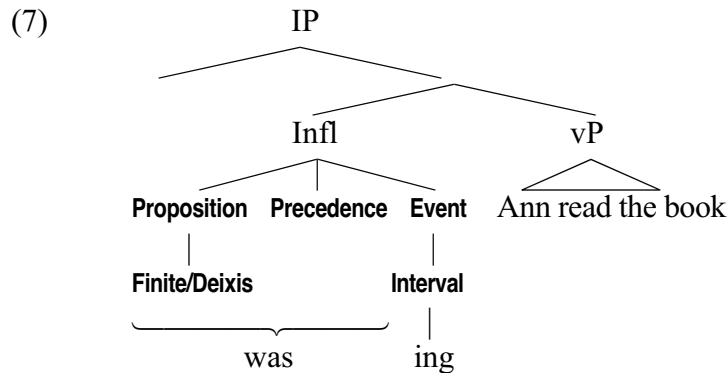 (7) IP
Infl vP
Proposition Precedence Event Ann read the book
Finite/Deixis Interval
was ing